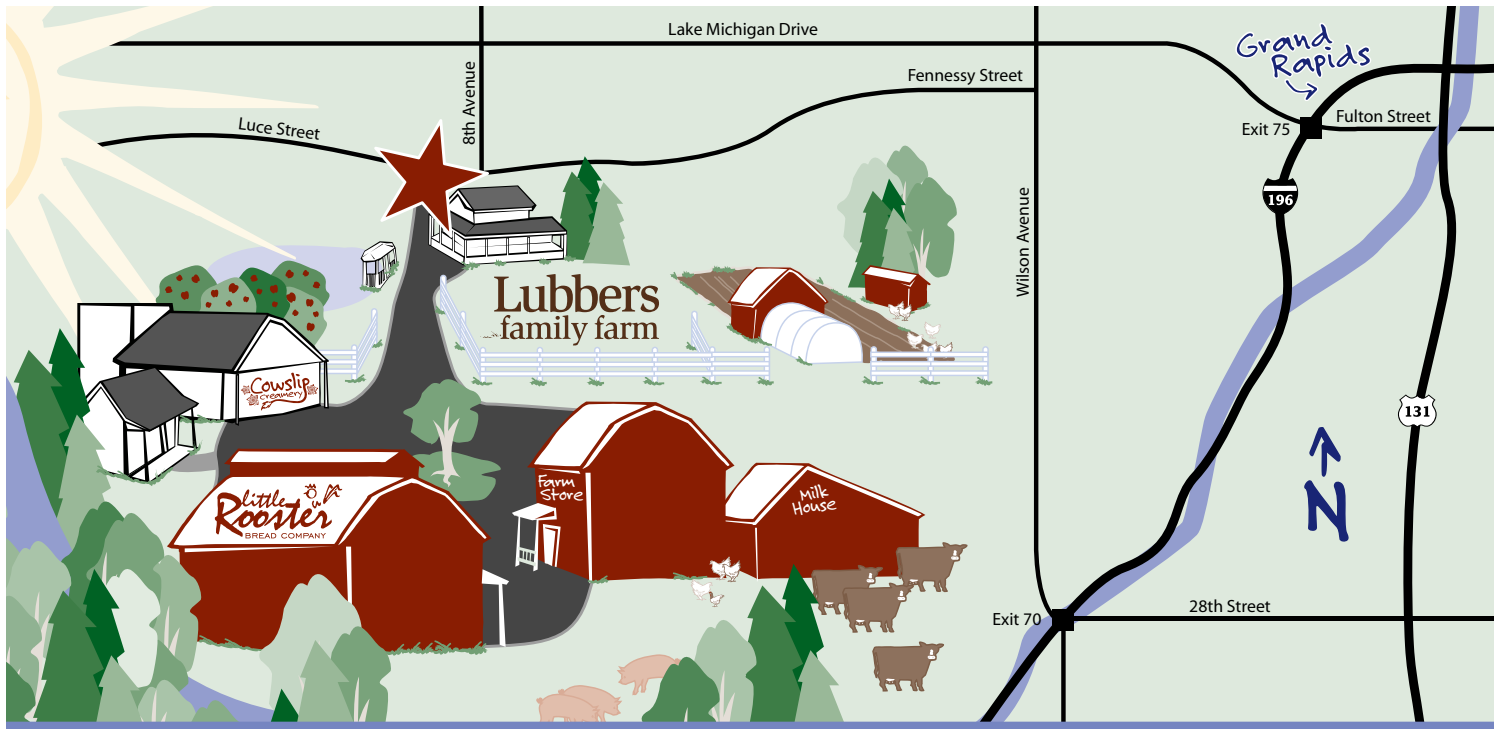 Lake Michigan Drive
Grand
Rapids
8th Avenue
Fennessy Street
Luce Street
Exit 75
Fulton Street
196
Wilson Avenue
Lubbers
family farm
Cowslip
creamery
131
N
Farm
Store
Milk
House
little
Rooster
BREAD COMPANY
28th Street
Exit 70